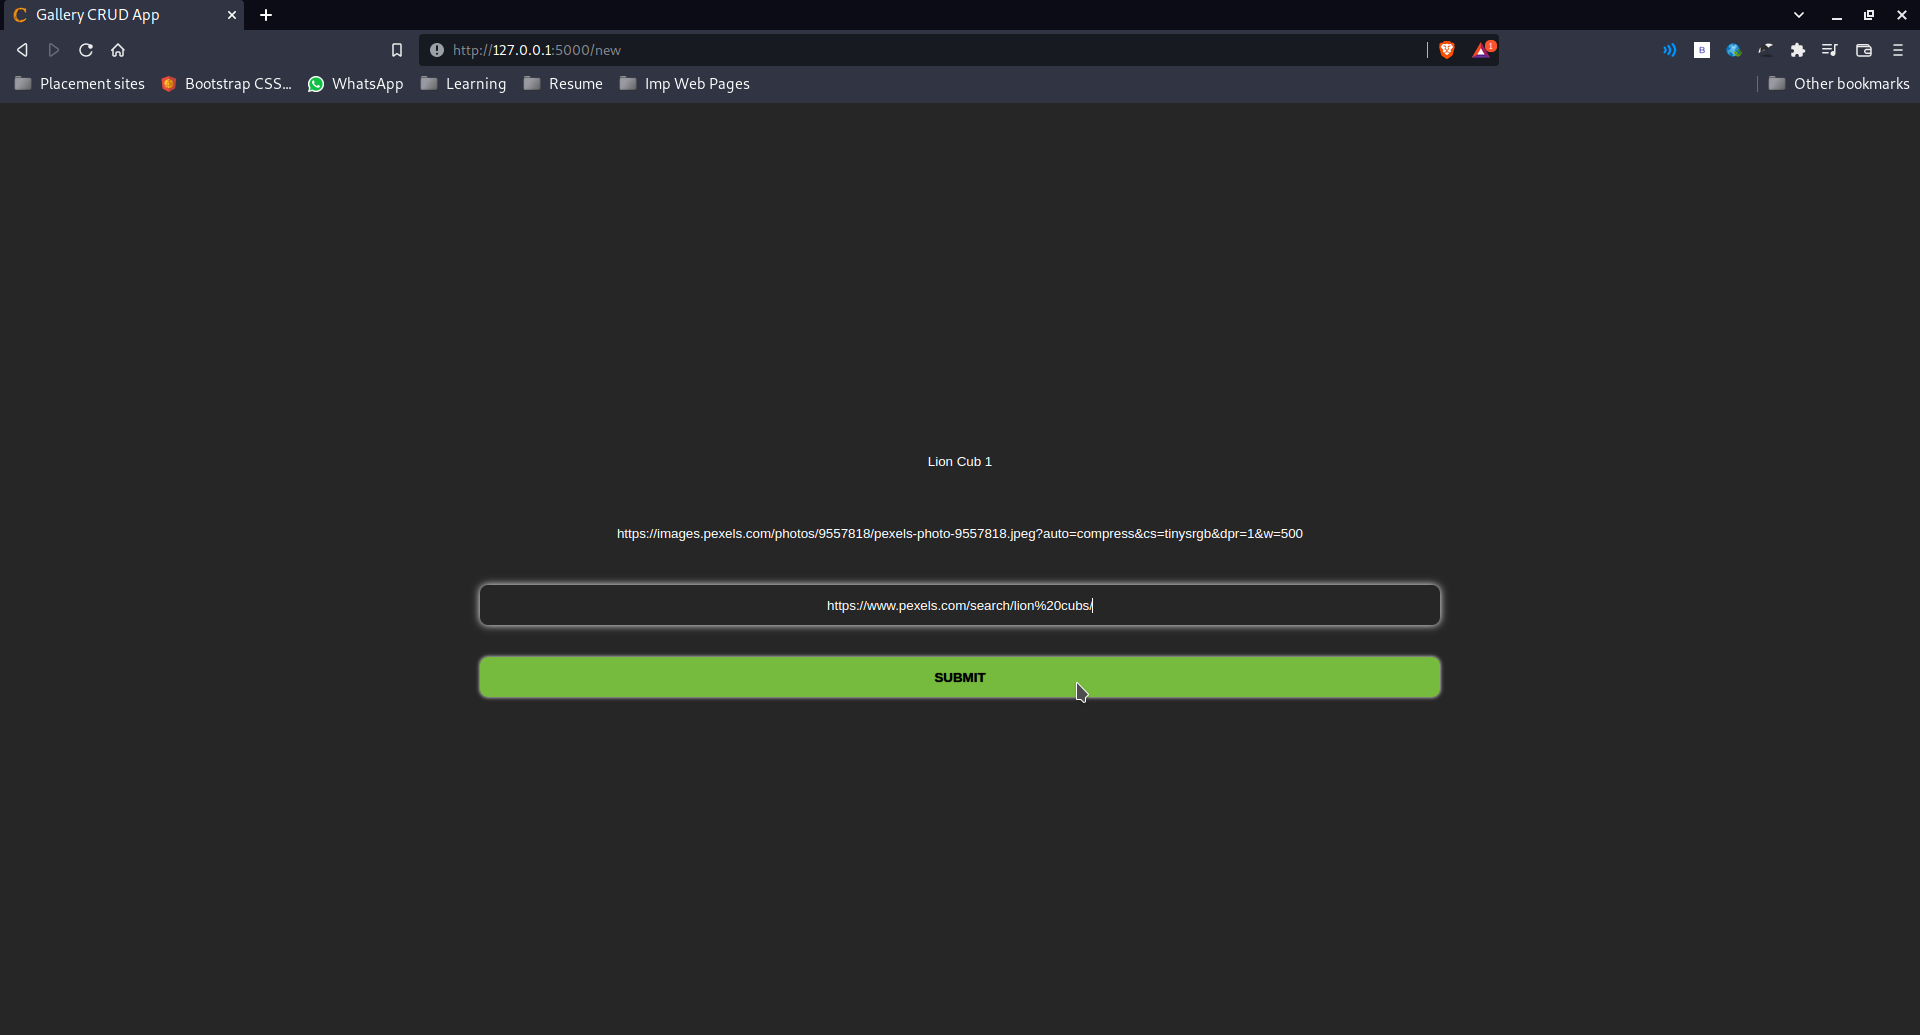 Gallery CRUD App
http://127.0.0.1:5000/new
1
B
Placement sites
Bootstrap CSS...
WhatsApp
Learning
Resume
Imp Web Pages
Other bookmarks
Lion Cub 1
https://images.pexels.com/photos/9557818/pexels-photo-9557818.jpeg?auto=compress&cs=tinysrgb&dpr=1&w=500
https://www.pexels.com/search/lion%20cubs/
SUBMIT